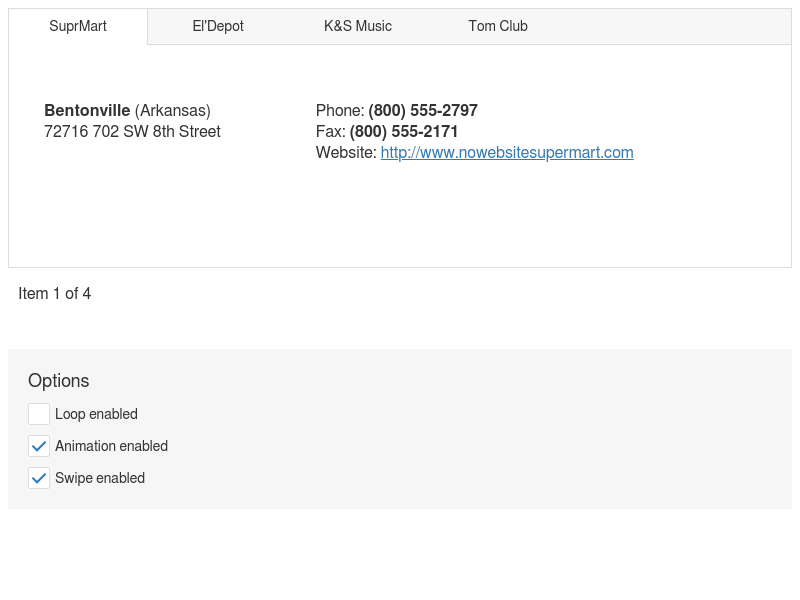 SuprMart
El'Depot
K&S Music
Tom Club
Bentonville (Arkansas)
72716 702 SW 8th Street
Phone: (800) 555-2797
Fax: (800) 555-2171
Website: http://www.nowebsitesupermart.com
Item 1 of 4
Options
Loop enabled
Animation enabled
Swipe enabled